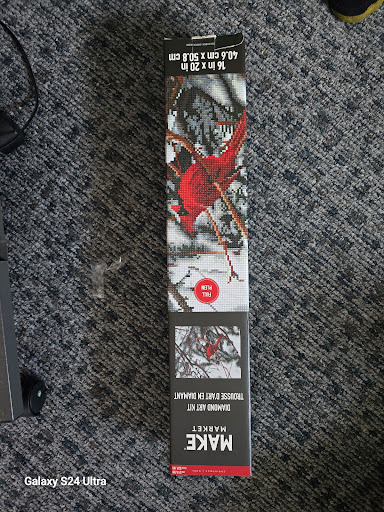 MAKE
MARKET
DIAMOND ART KIT
TROUSSE D'ART EN DIAMANT
FULL
PLEIN
16 in x 20 in
40.6 cm x 50.8 cm
Galaxy S24 Ultra